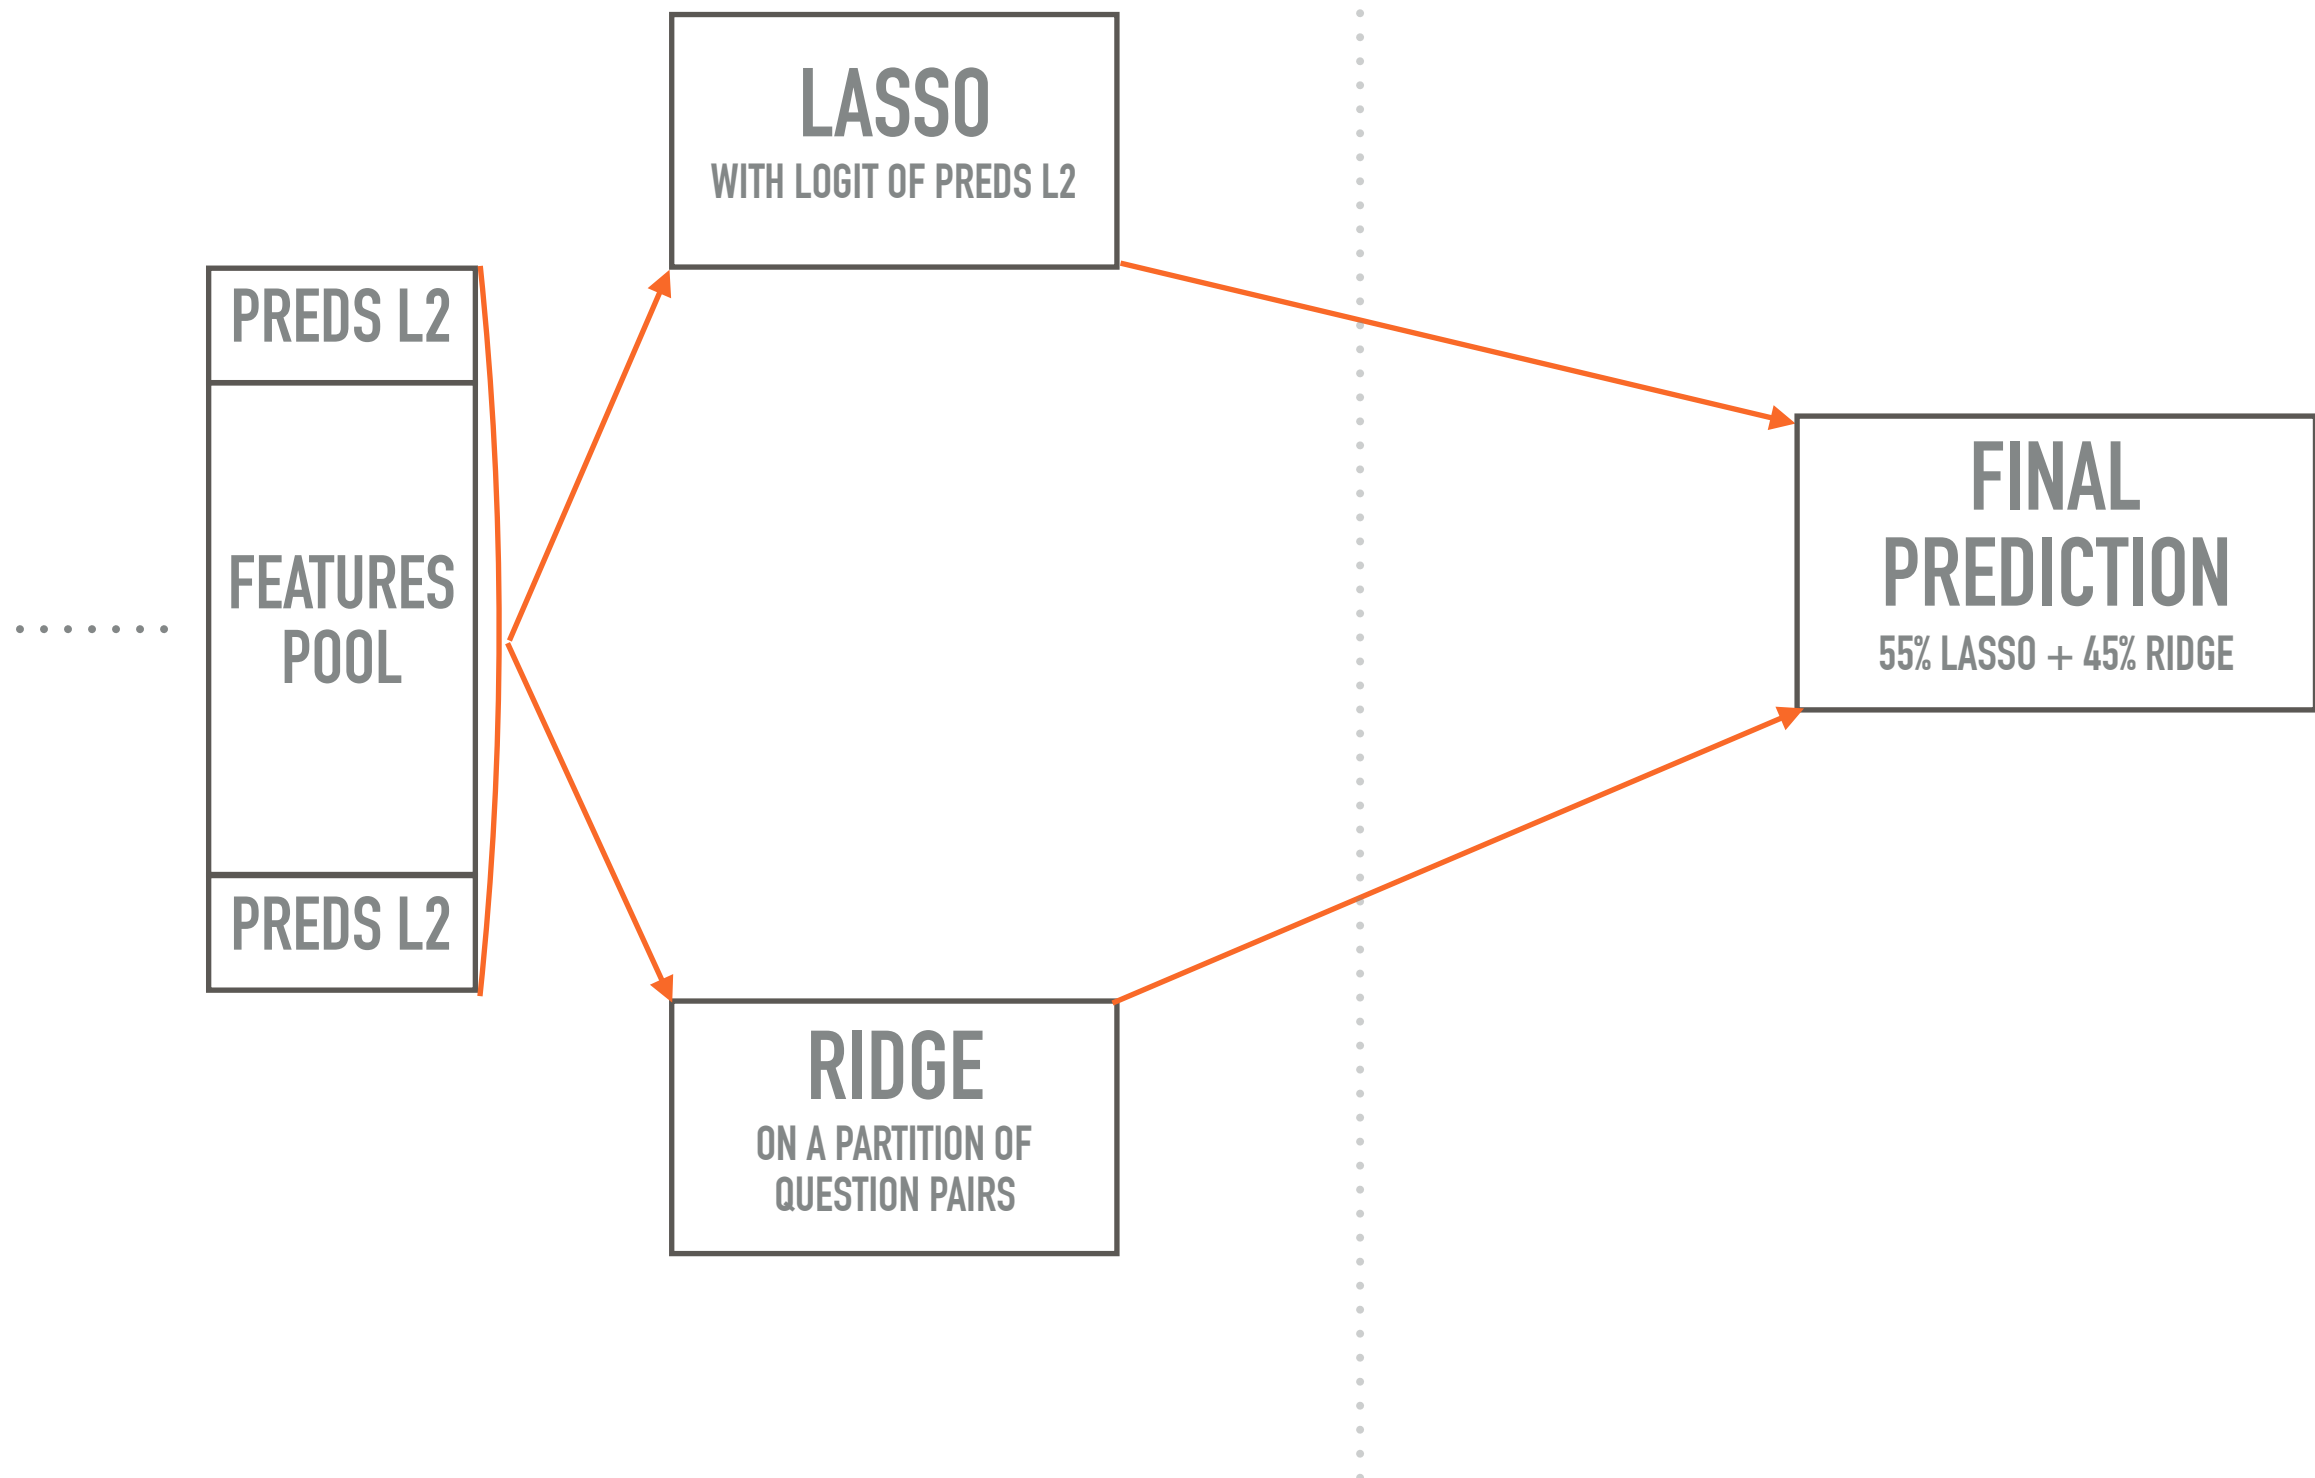 LASSO
WITH LOGIT OF PREDS L2
PREDS L2
FEATURES
POOL
PREDS L2
FINAL
PREDICTION
55% LASSO + 45% RIDGE
RIDGE
ON A PARTITION OF
QUESTION PAIRS